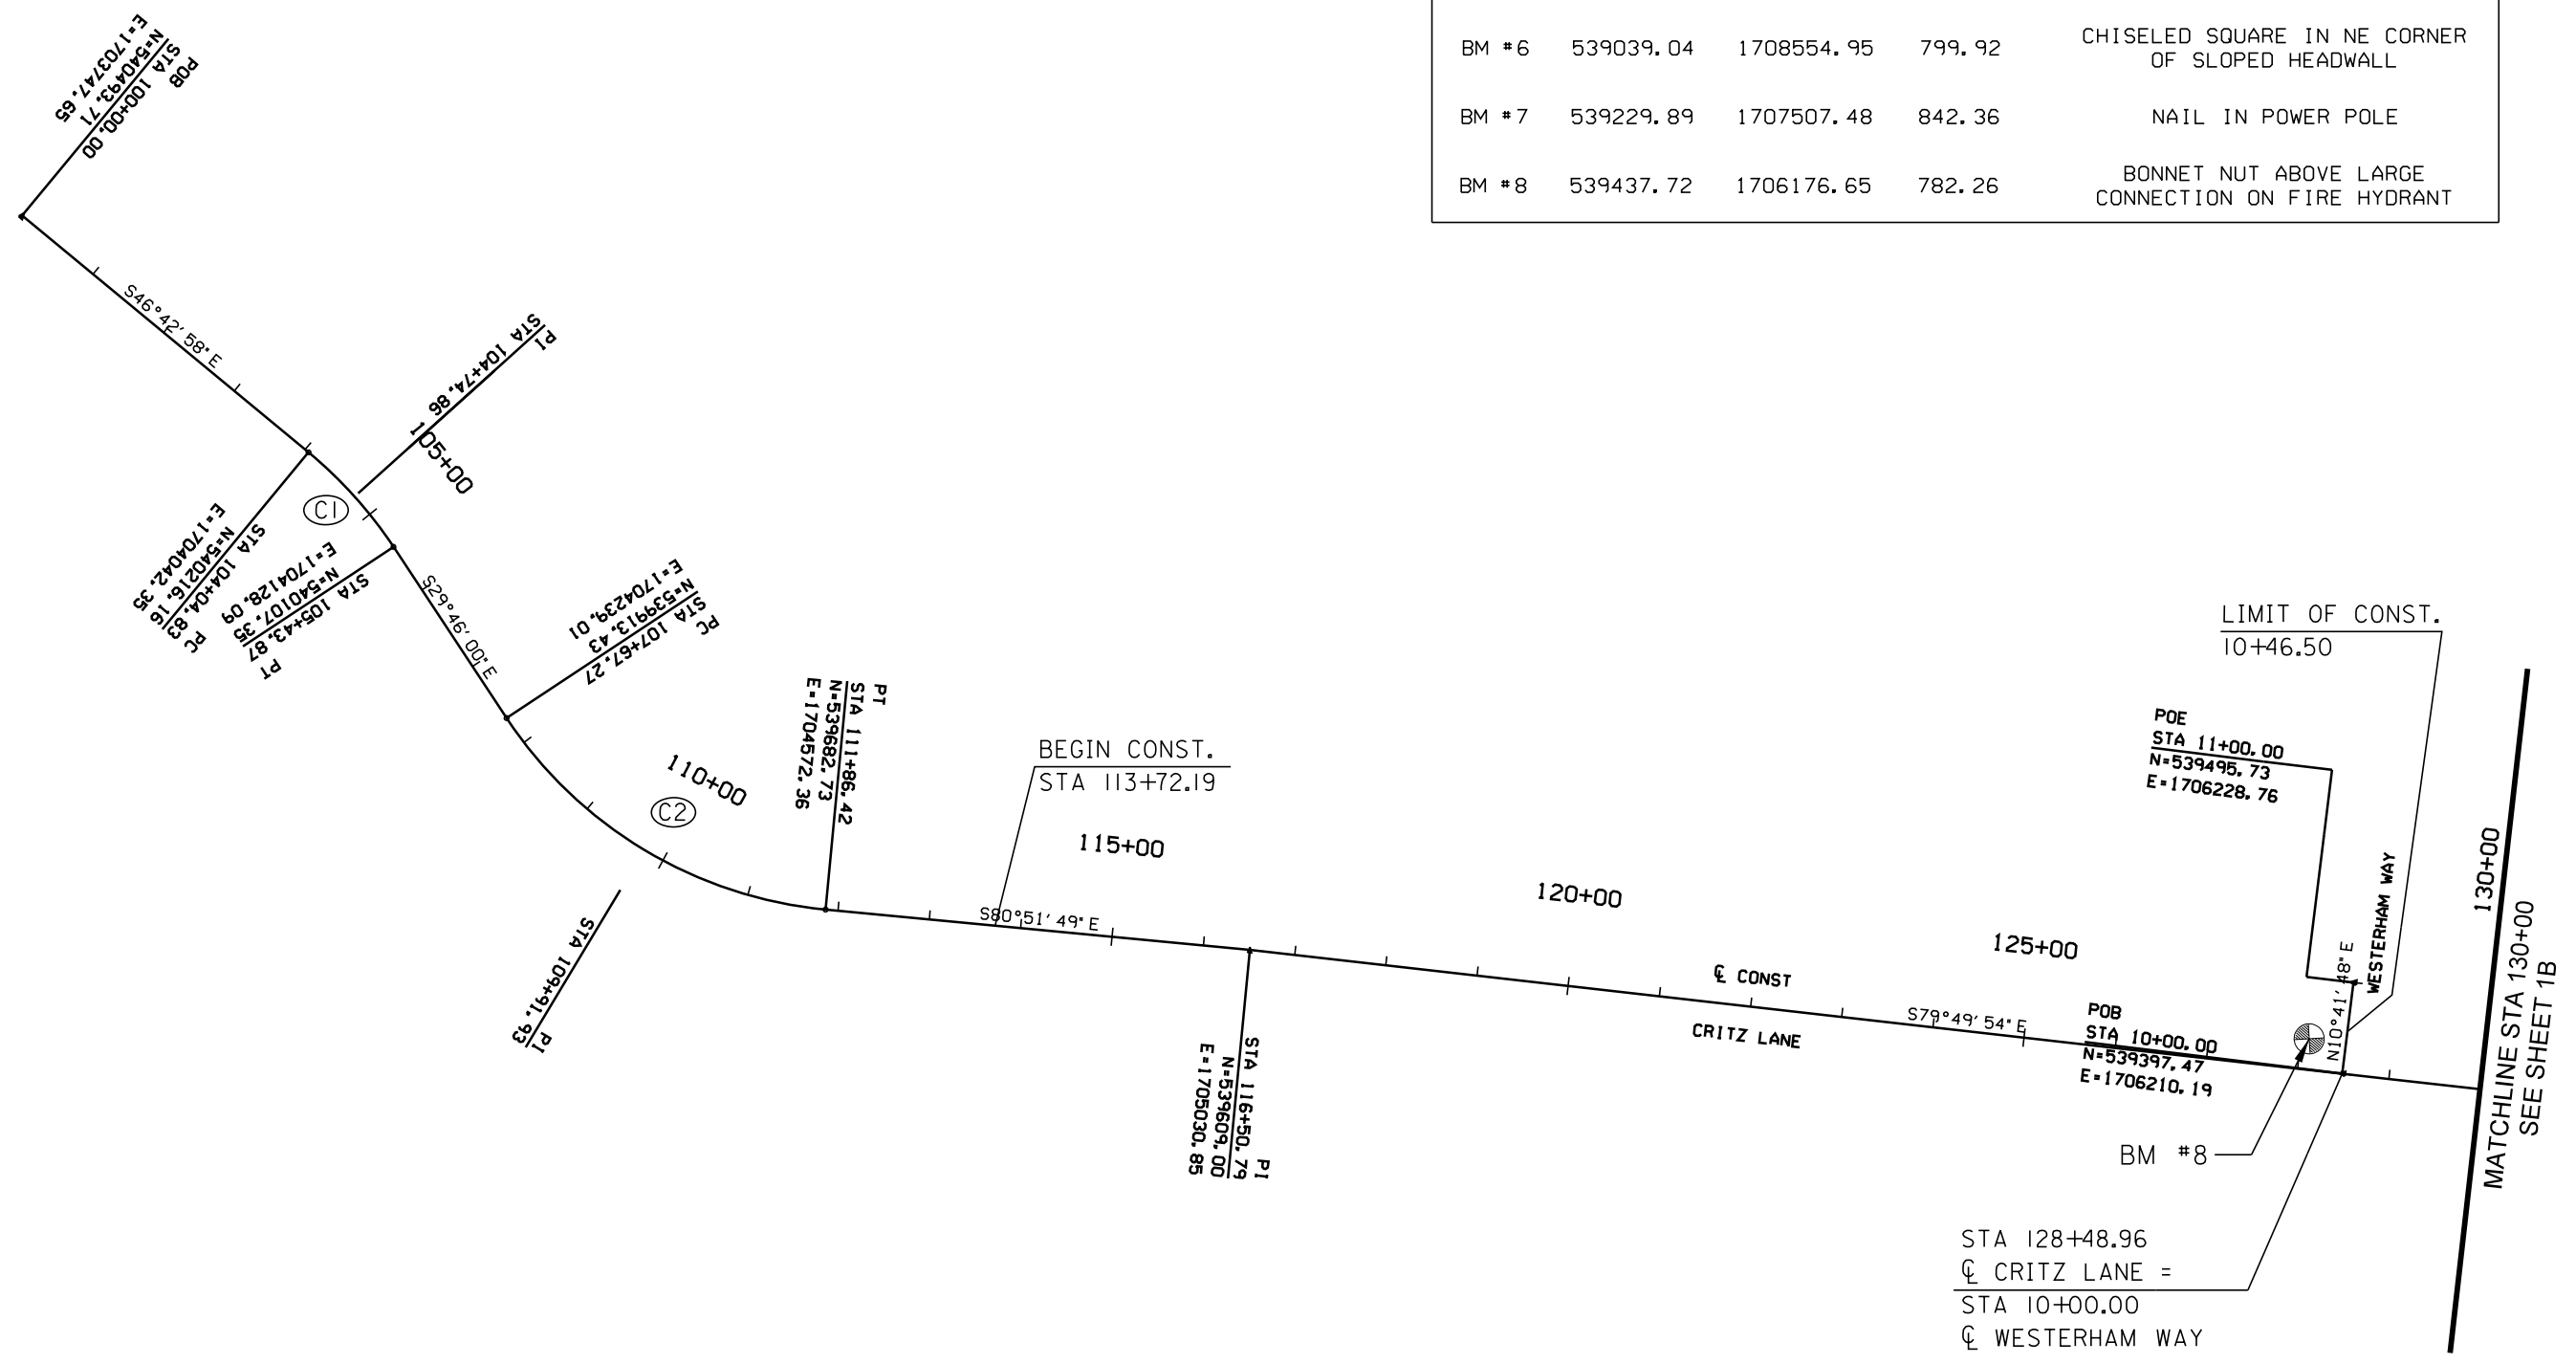 BM #6 539039.04 1708554.95 799.92 CHISELED SQUARE IN NE CORNER
OF SLOPED HEADWALL
BM #7 539229.89 1707507.48 842.36 NAIL IN POWER POLE
BM #8 539437.72 1706176.65 782.26 BONNET NUT ABOVE LARGE
CONNECTION ON FIRE HYDRANT
POB
STA 100+00.00
N=540493.71
E=1703747.65
S46°42'58"E
PI
STA 104+74.86
105+00
C1
PC
STA 104+04.83
N=540216.16
E=1704042.35
PT
STA 105+43.87
N=540107.35
E=1704128.09
S29°46'00"E
PC
STA 107+67.27
N=539913.43
E=1704239.01
110+00
C2
PI
STA 109+91.93
PT
STA 111+86.42
N=539682.73
E=1704572.36
BEGIN CONST.
STA 113+72.19
115+00
S80°51'49"E
PI
STA 116+50.79
N=539609.00
E=1705030.85
120+00
℄ CONST
CRITZ LANE
125+00
S79°49'54"E
LIMIT OF CONST.
10+46.50
POE
STA 11+00.00
N=539495.73
E=1706228.76
WESTERHAM WAY
N10°41'48"E
POB
STA 10+00.00
N=539397.47
E=1706210.19
BM #8
STA 128+48.96
℄ CRITZ LANE =
STA 10+00.00
℄ WESTERHAM WAY
130+00
MATCHLINE STA 130+00
SEE SHEET 1B